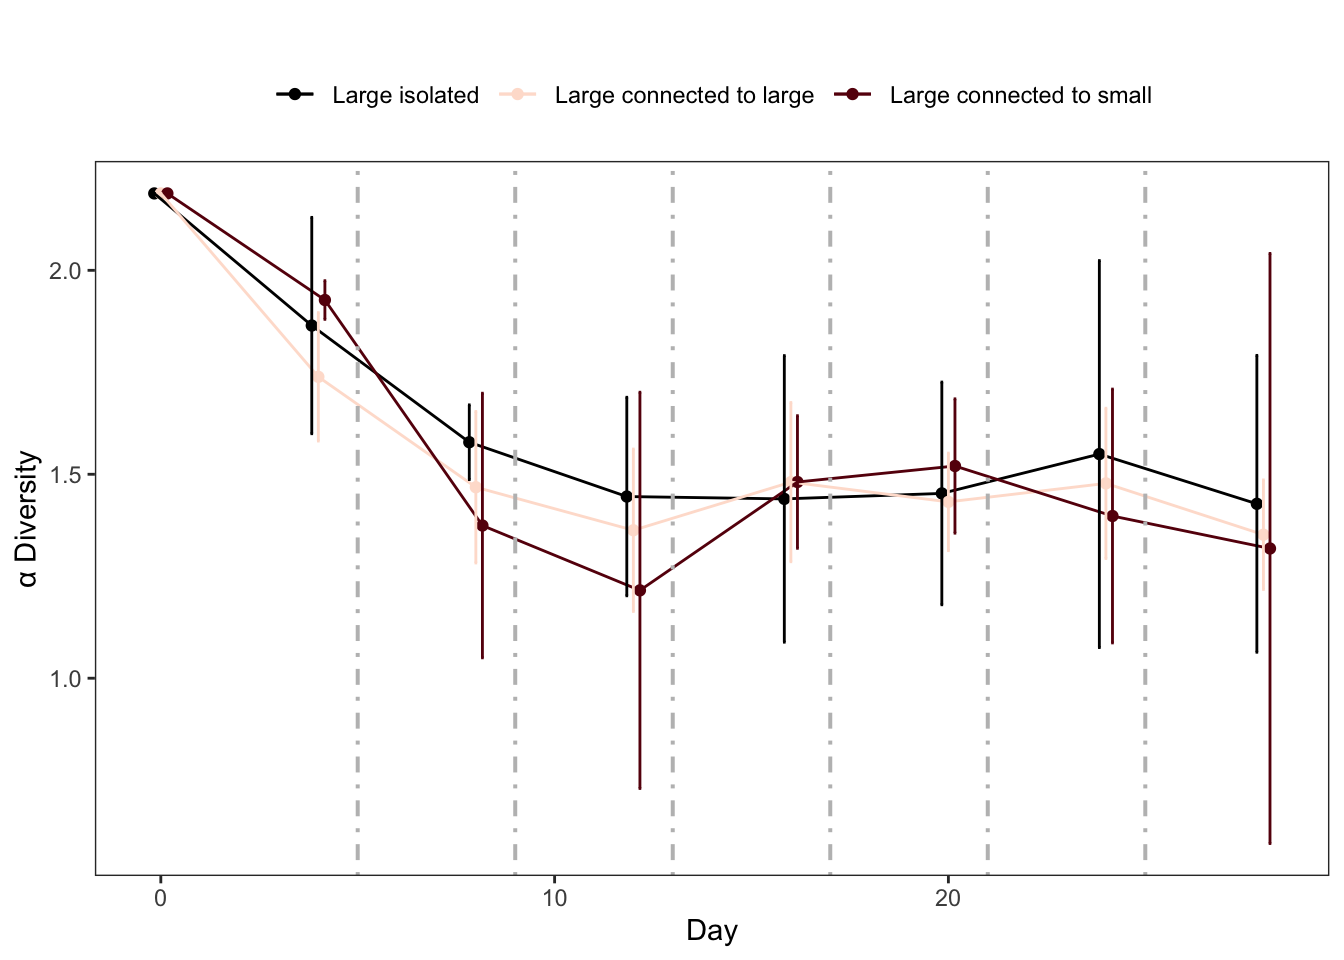 Large isolated Large connected to large Large connected to small
2.0
1.5
1.0
α Diversity
0 10 20
Day